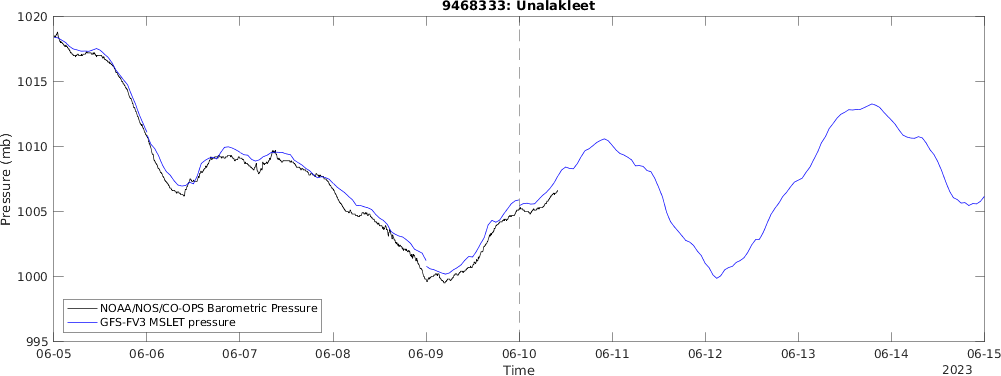 9468333: Unalakleet
1020
1015
1010
1005
1000
995
Pressure (mb)
NOAA/NOS/CO-OPS Barometric Pressure
GFS-FV3 MSLET pressure
06-05 06-06 06-07 06-08 06-09 06-10 06-11 06-12 06-13 06-14 06-15
Time
2023